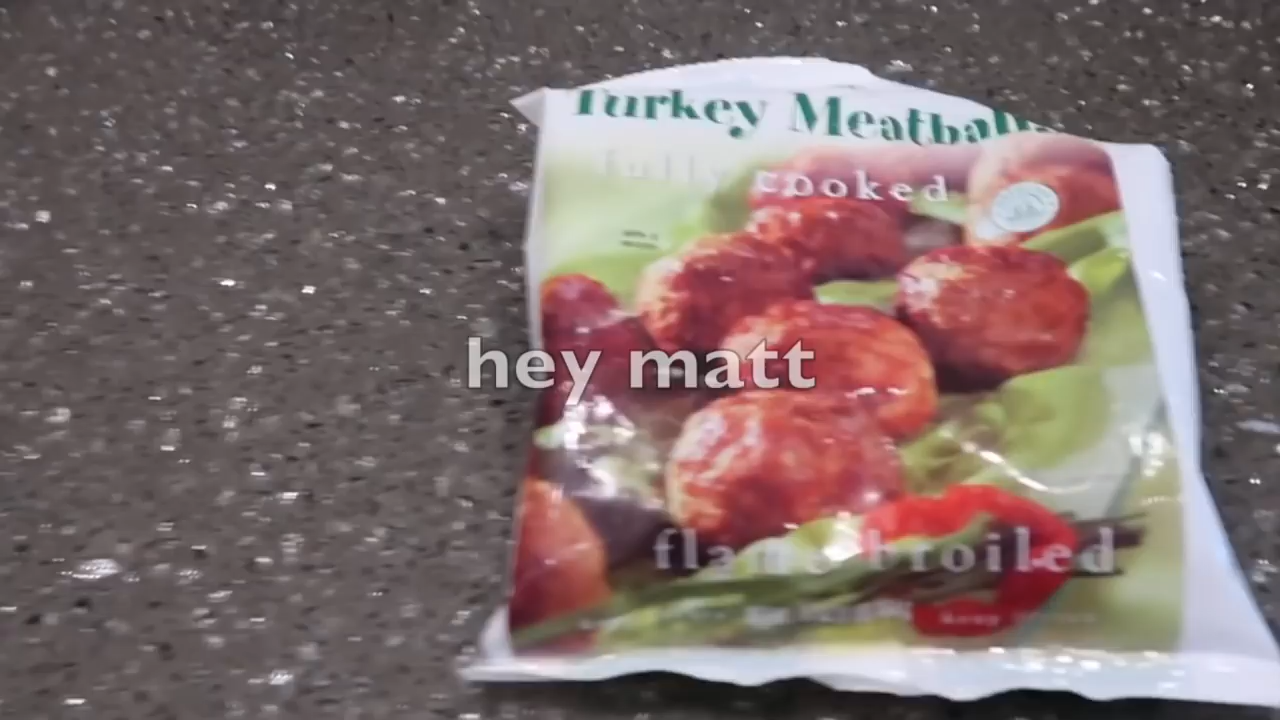 Turkey Meatballs
fully cooked
hey matt
flame broiled